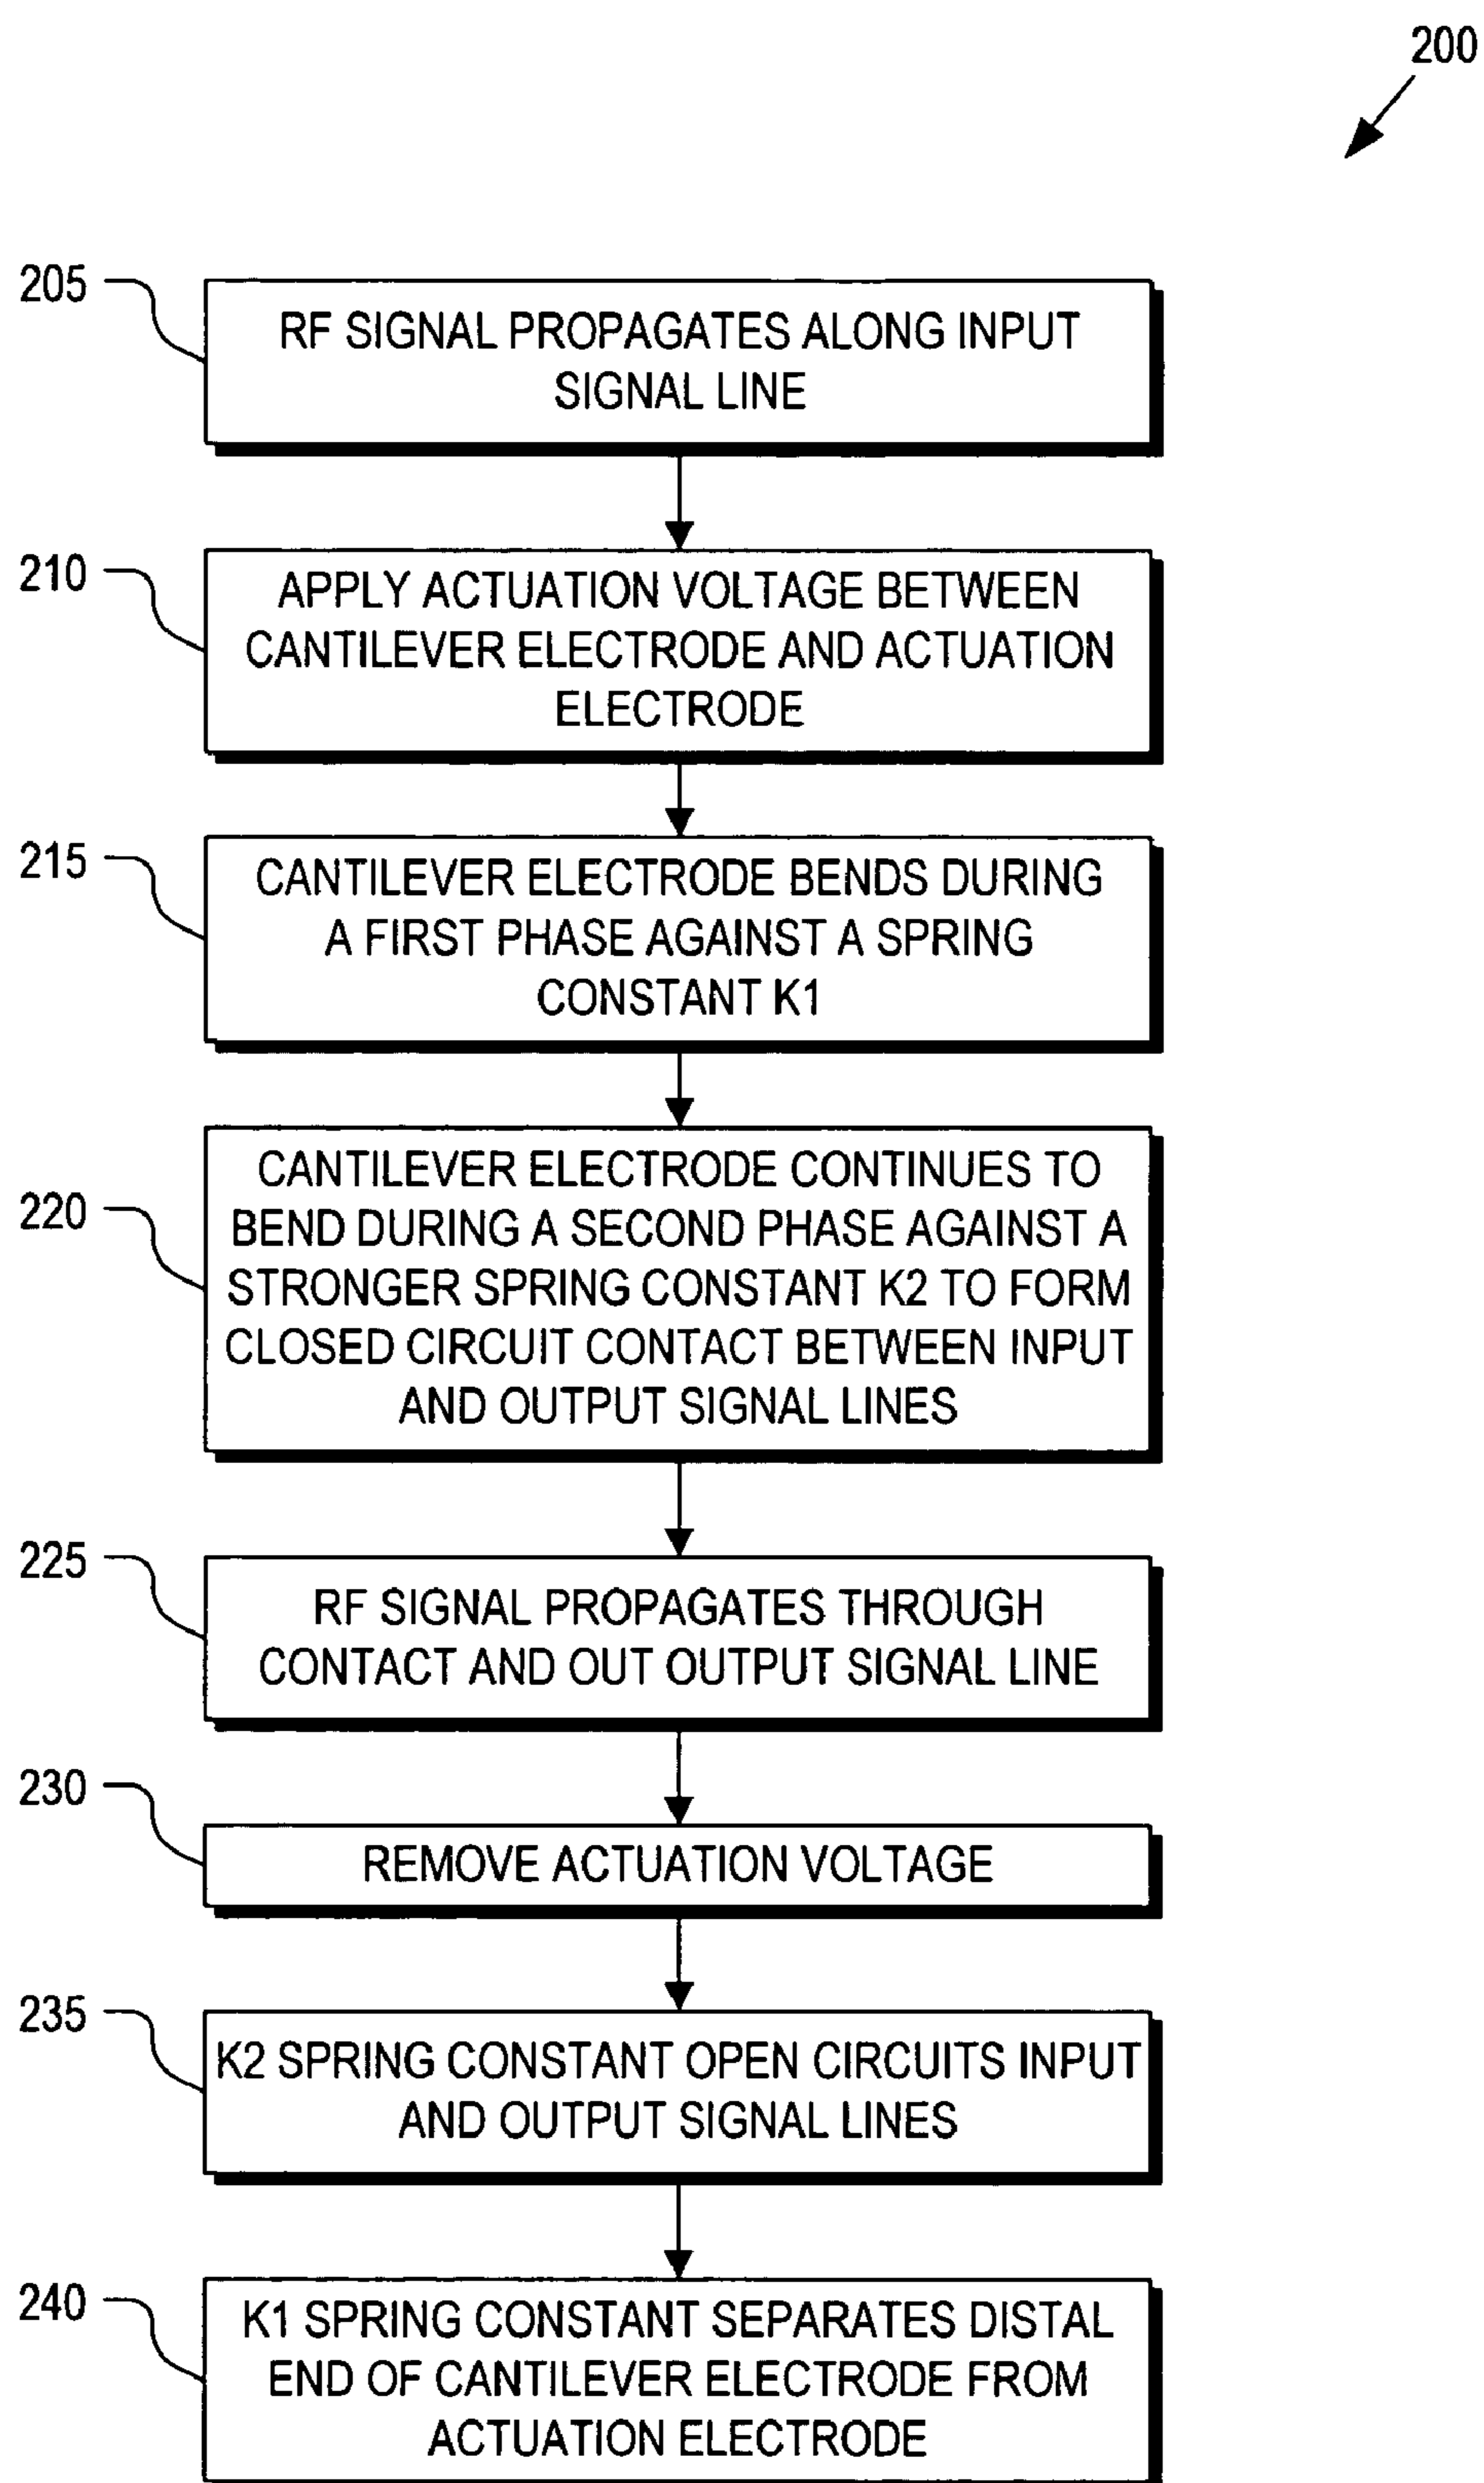 200
205
RF SIGNAL PROPAGATES ALONG INPUT
SIGNAL LINE
210
APPLY ACTUATION VOLTAGE BETWEEN
CANTILEVER ELECTRODE AND ACTUATION
ELECTRODE
215
CANTILEVER ELECTRODE BENDS DURING
A FIRST PHASE AGAINST A SPRING
CONSTANT K1
220
CANTILEVER ELECTRODE CONTINUES TO
BEND DURING A SECOND PHASE AGAINST A
STRONGER SPRING CONSTANT K2 TO FORM
CLOSED CIRCUIT CONTACT BETWEEN INPUT
AND OUTPUT SIGNAL LINES
225
RF SIGNAL PROPAGATES THROUGH
CONTACT AND OUT OUTPUT SIGNAL LINE
230
REMOVE ACTUATION VOLTAGE
235
K2 SPRING CONSTANT OPEN CIRCUITS INPUT
AND OUTPUT SIGNAL LINES
240
K1 SPRING CONSTANT SEPARATES DISTAL
END OF CANTILEVER ELECTRODE FROM
ACTUATION ELECTRODE